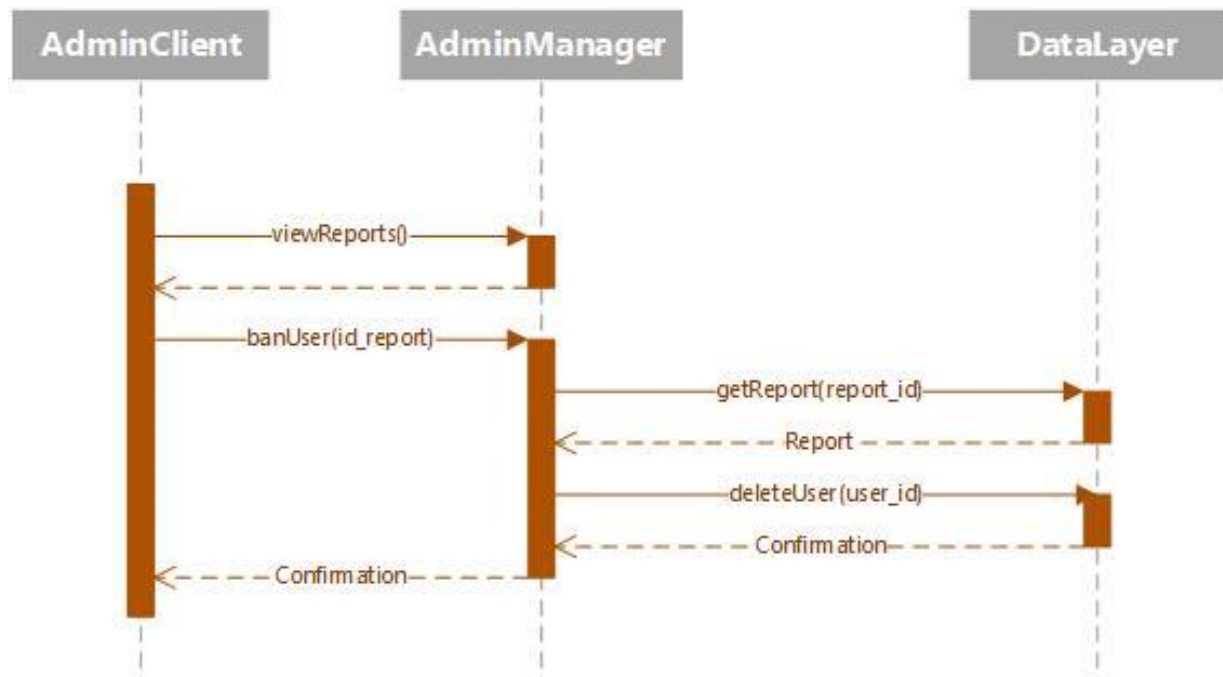 AdminClient
AdminManager
DataLayer
viewReports()
banUser(id_report)
getReport(report_id)
Report
deleteUser(user_id)
Confirmation
Confirmation